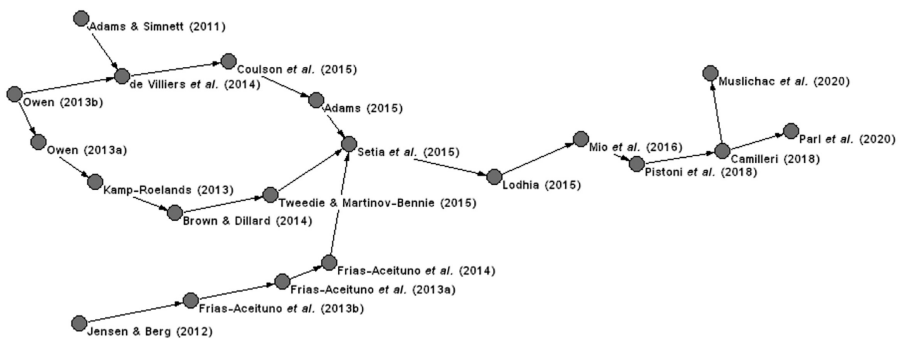 Adams & Simnett (2011)
Coulson et al. (2015)
de Villiers et al. (2014)
Muslichac et al. (2020)
Owen (2013b)
Adams (2015)
Parl et al. (2020)
Owen (2013a)
Setia et al. (2015)
Mio et al. (2016)
Camilleri (2018)
Pistoni et al. (2018)
Kamp-Roelands (2013)
Lodhia (2015)
Tweedie & Martinov-Bennie (2015)
Brown & Dillard (2014)
Frias-Aceituno et al. (2014)
Frias-Aceituno et al. (2013a)
Frias-Aceituno et al. (2013b)
Jensen & Berg (2012)